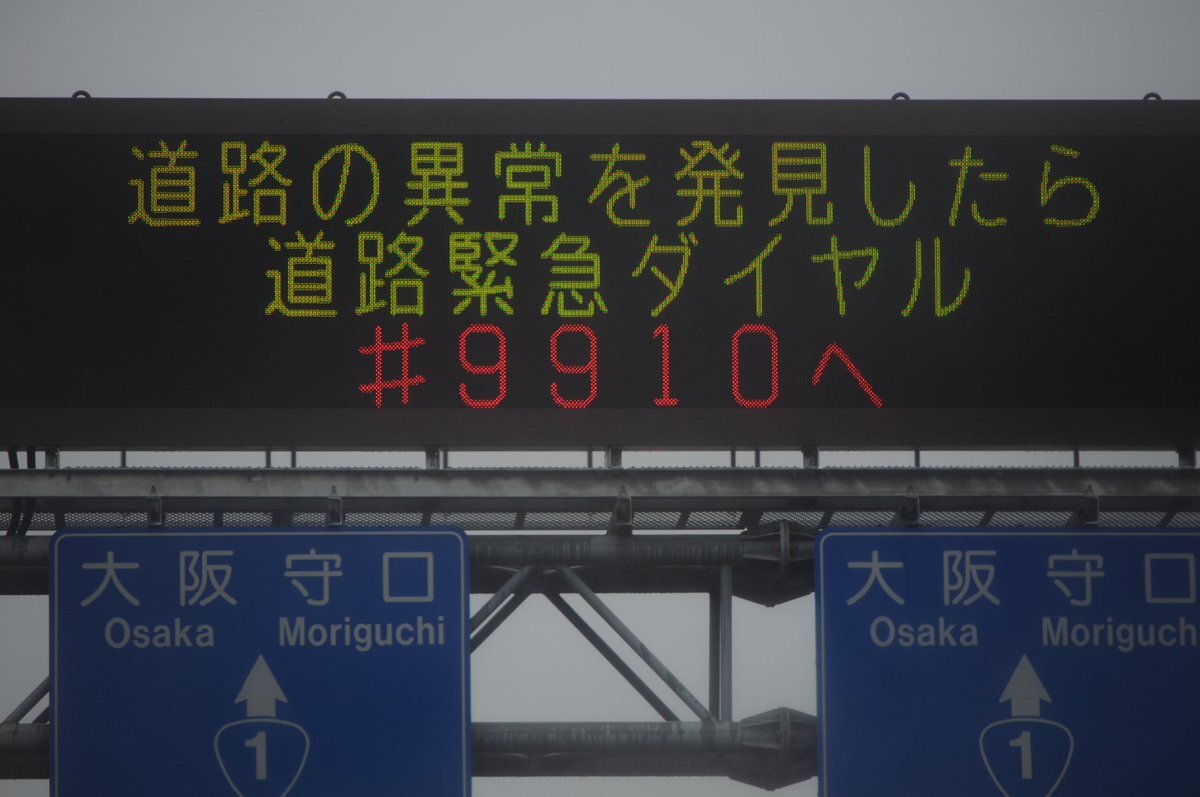 道路の異常を発見したら
道路緊急ダイヤル
#9910へ
大阪 守口
Osaka Moriguchi
1
大阪 守口
Osaka Moriguch
1